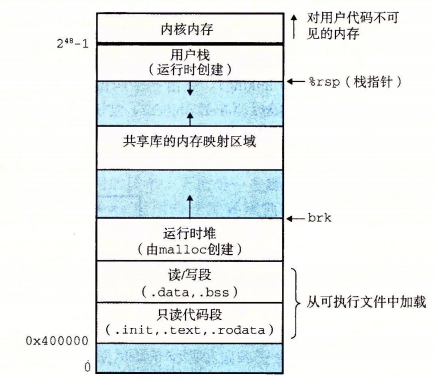 内核内存
对用户代码不可
见的内存
2⁴⁸-1
用户栈
(运行时创建)
%rsp(栈指针)
共享库的内存映射区域
brk
运行时堆
(由malloc创建)
读/写段
(.data,.bss)
从可执行文件中加载
只读代码段
(.init,.text,.rodata)
0x400000
0